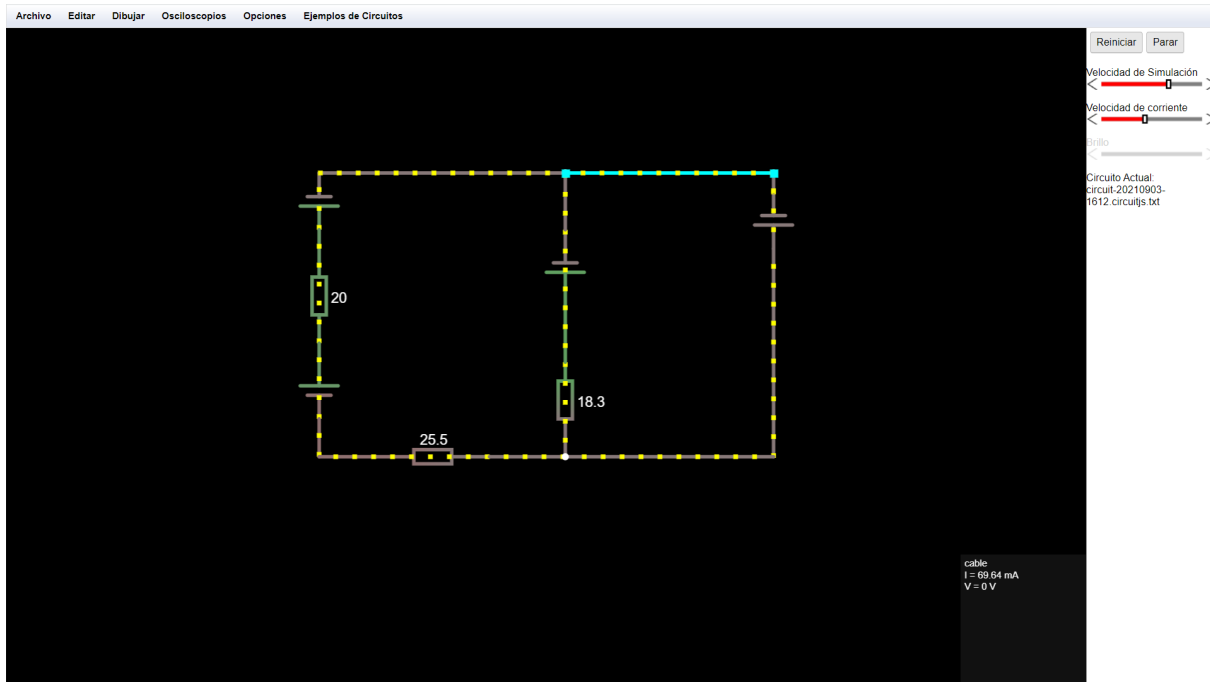 Archivo Editar Dibujar Osciloscopios Opciones Ejemplos de Circuitos
Reiniciar Parar
Velocidad de Simulación
Velocidad de corriente
Brillo
Circuito Actual:
circuit-20210903-
1612.circuitjs.txt
20
18.3
25.5
cable
I = 69.64 mA
V = 0 V